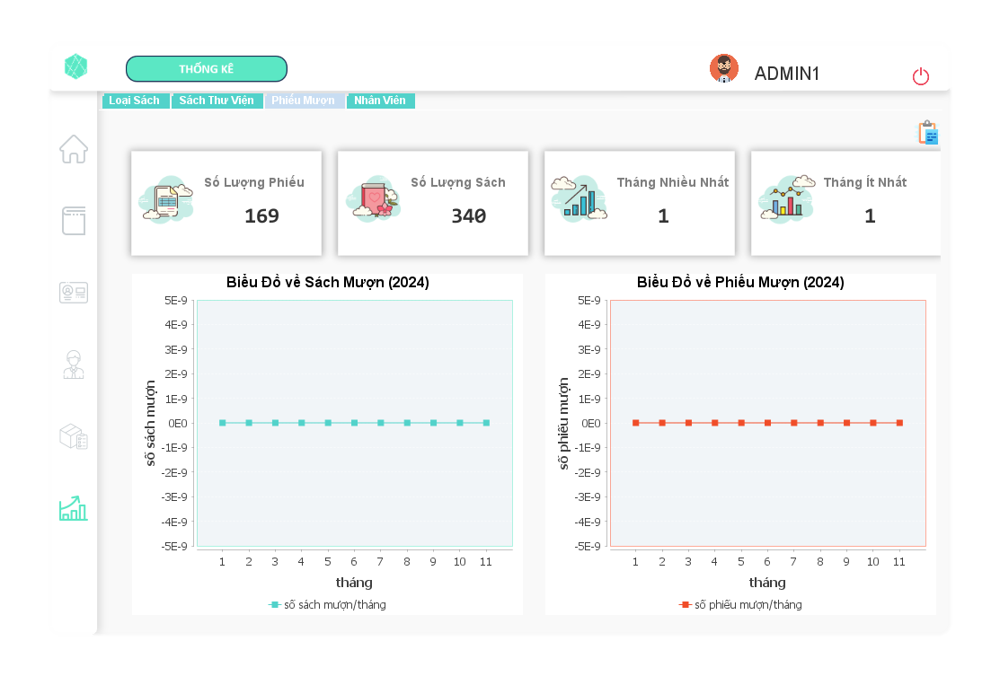 THỐNG KÊ
ADMIN1
Loại Sách Sách Thư Viện Phiếu Mượn Nhân Viên
Số Lượng Phiếu
169
Số Lượng Sách
340
Tháng Nhiều Nhất
1
Tháng Ít Nhất
1
Biểu Đồ về Sách Mượn (2024)
số sách mượn
5E-9
4E-9
3E-9
2E-9
1E-9
0E0
-1E-9
-2E-9
-3E-9
-4E-9
-5E-9
1 2 3 4 5 6 7 8 9 10 11
tháng
số sách mượn/tháng
Biểu Đồ về Phiếu Mượn (2024)
số phiếu mượn
5E-9
4E-9
3E-9
2E-9
1E-9
0E0
-1E-9
-2E-9
-3E-9
-4E-9
-5E-9
1 2 3 4 5 6 7 8 9 10 11
tháng
số phiếu mượn/tháng